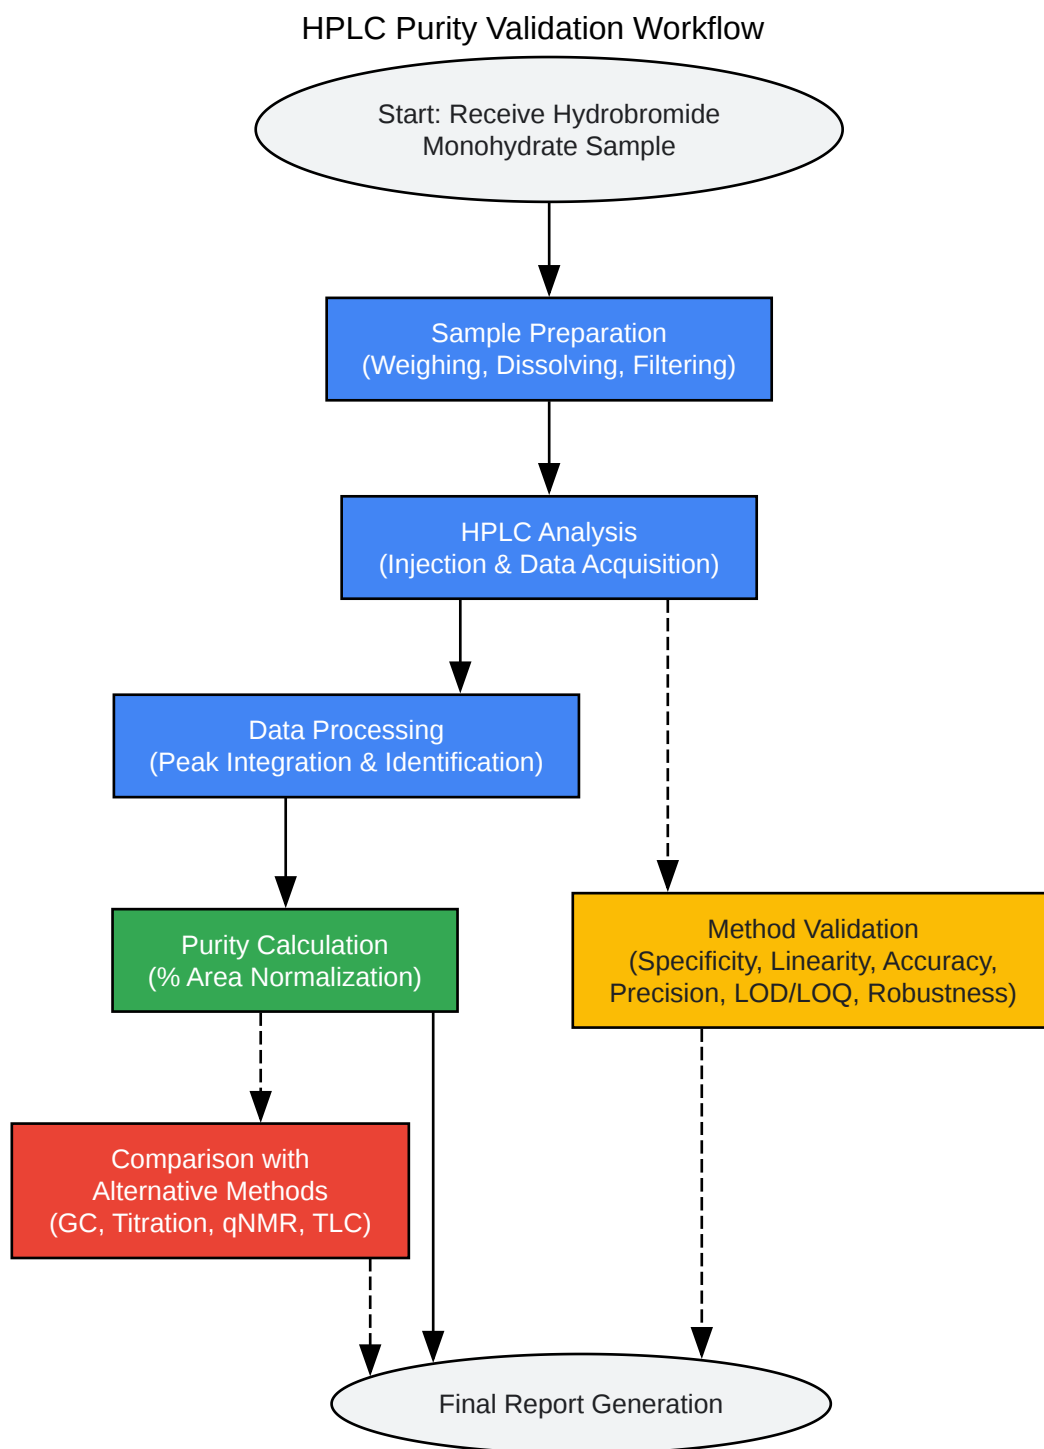 HPLC Purity Validation Workflow
Start: Receive Hydrobromide
Monohydrate Sample
Sample Preparation
(Weighing, Dissolving, Filtering)
HPLC Analysis
(Injection & Data Acquisition)
Data Processing
(Peak Integration & Identification)
Purity Calculation
(% Area Normalization)
Method Validation
(Specificity, Linearity, Accuracy,
Precision, LOD/LOQ, Robustness)
Comparison with
Alternative Methods
(GC, Titration, qNMR, TLC)
Final Report Generation